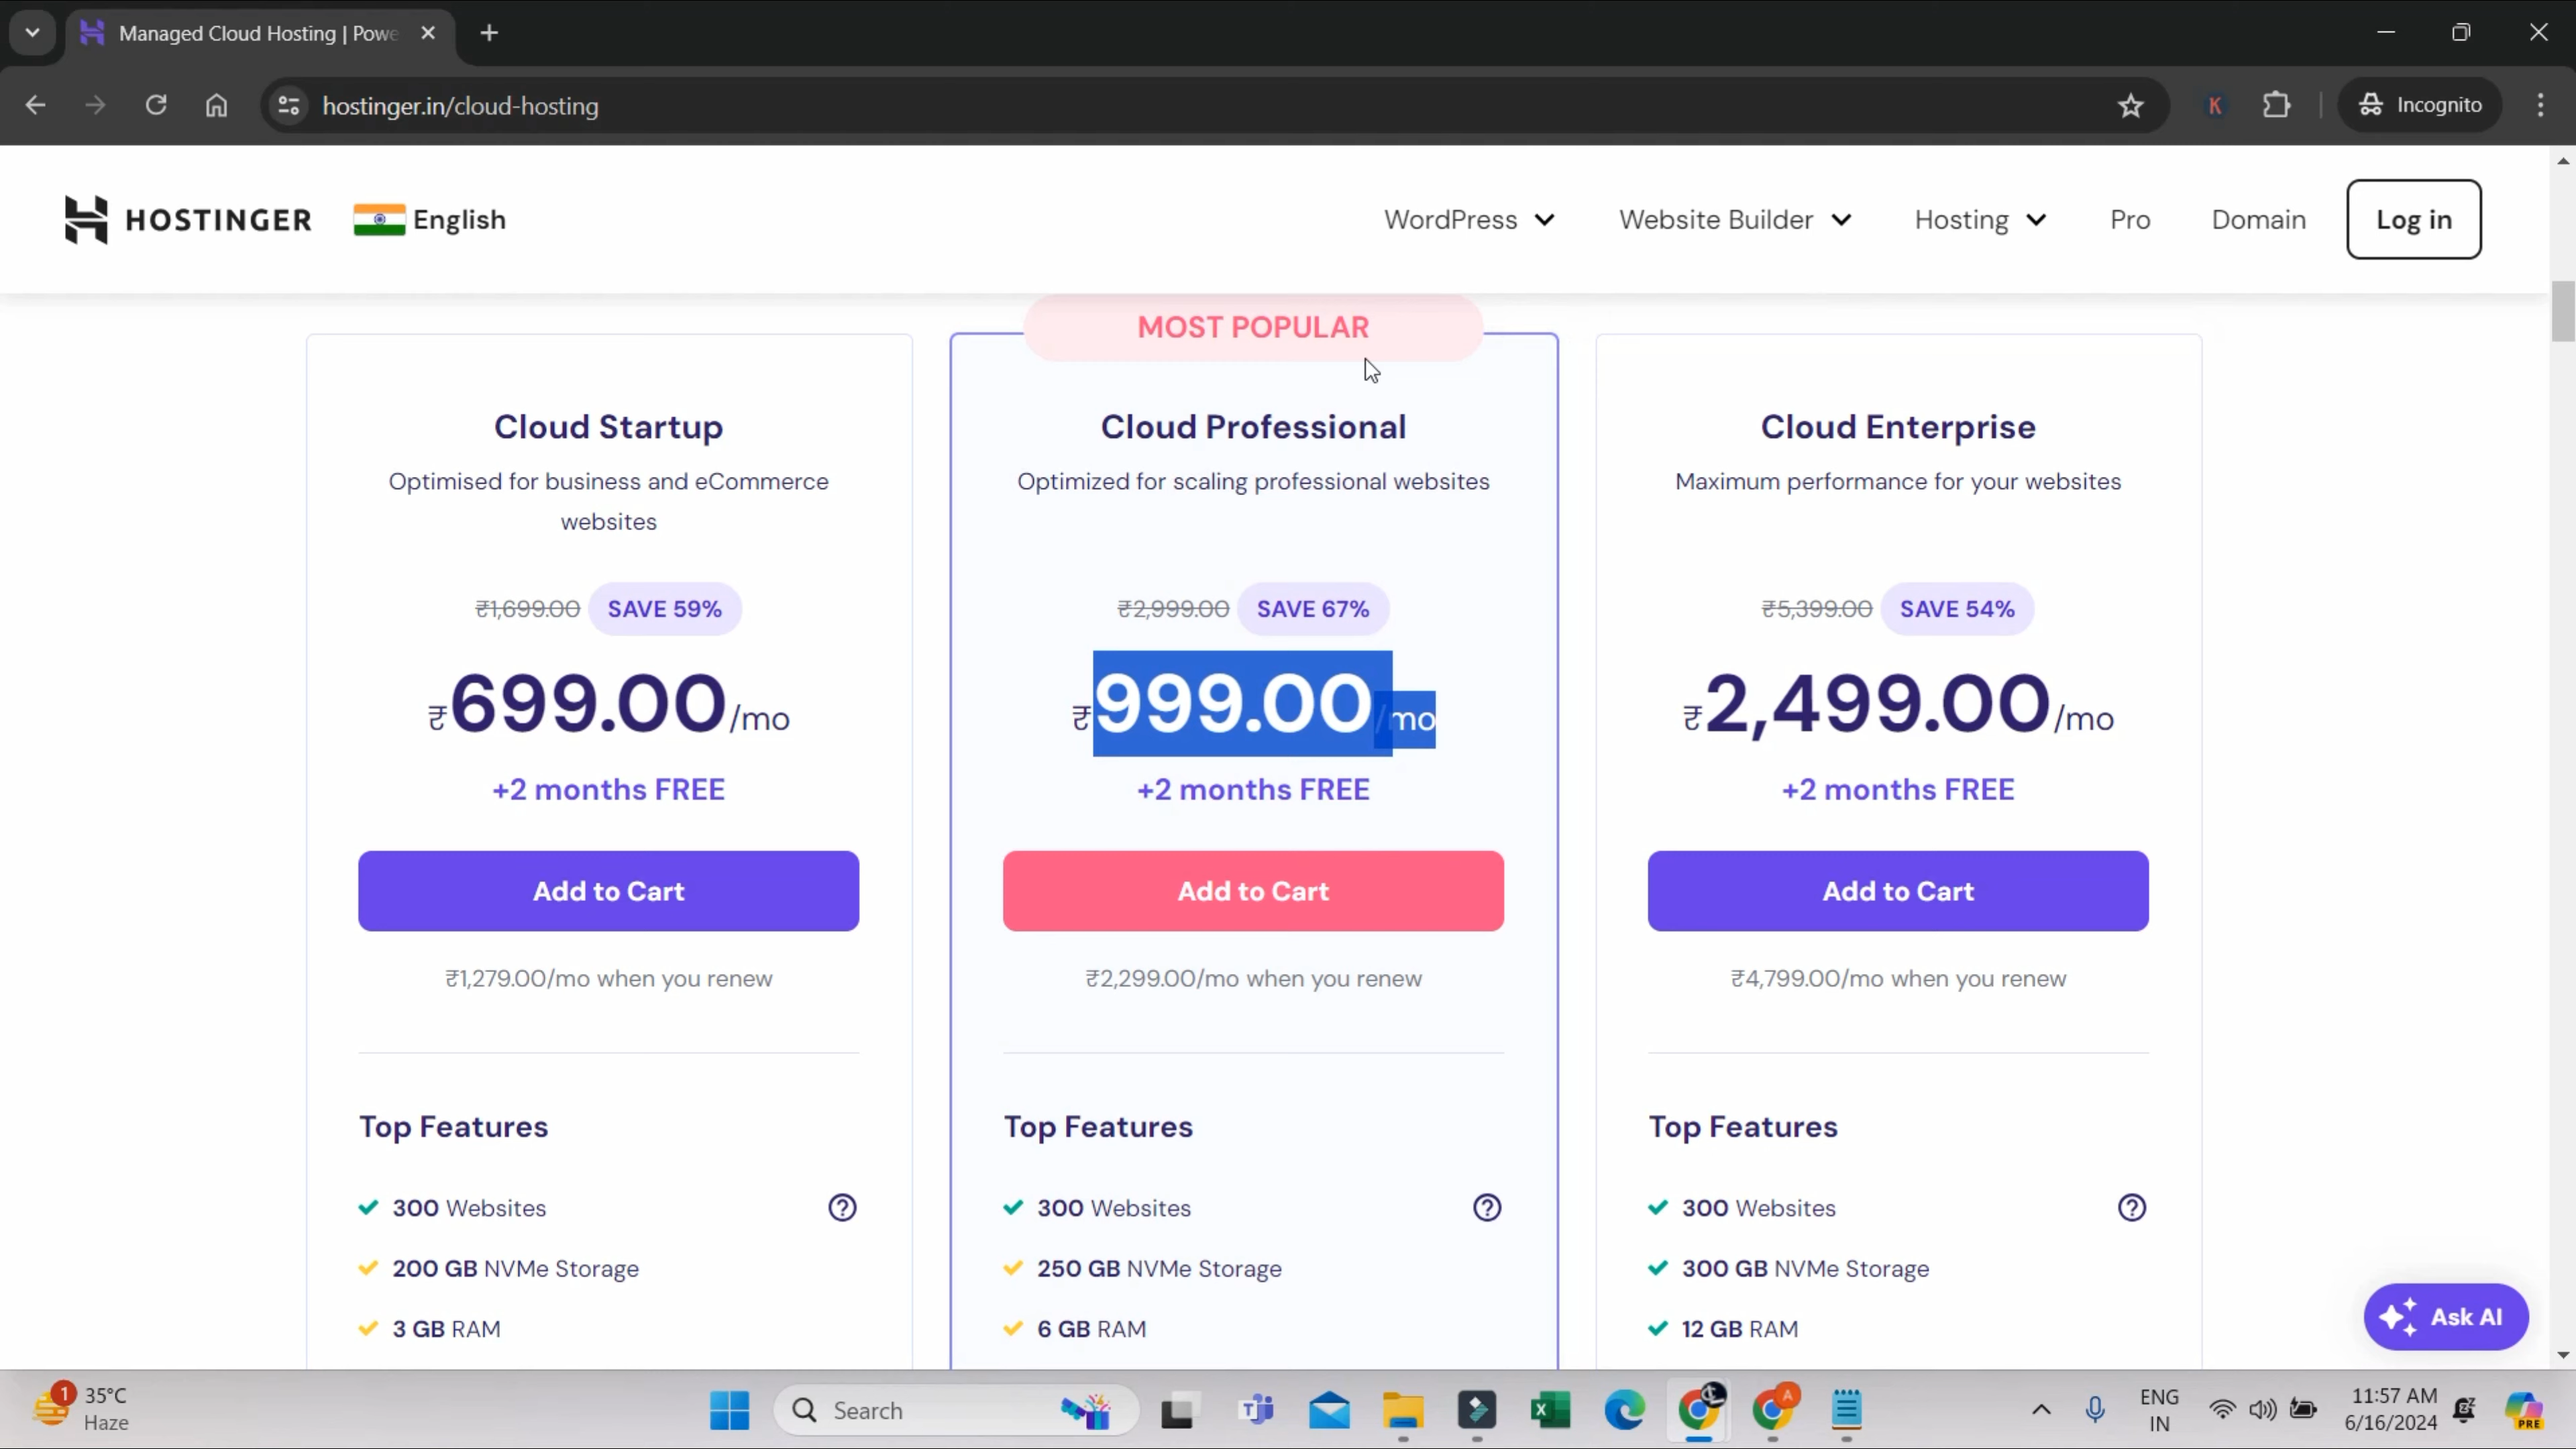 Managed Cloud Hosting | Powe
hostinger.in/cloud-hosting
K
Incognito
HOSTINGER
English
WordPress
Website Builder
Hosting
Pro
Domain
Log in
MOST POPULAR
Cloud Startup
Optimised for business and eCommerce
websites
₹1,699.00 SAVE 59%
₹699.00/mo
+2 months FREE
Add to Cart
₹1,279.00/mo when you renew
Top Features
300 Websites
200 GB NVMe Storage
3 GB RAM
Cloud Professional
Optimized for scaling professional websites
₹2,999.00 SAVE 67%
₹999.00/mo
+2 months FREE
Add to Cart
₹2,299.00/mo when you renew
Top Features
300 Websites
250 GB NVMe Storage
6 GB RAM
Cloud Enterprise
Maximum performance for your websites
₹5,399.00 SAVE 54%
₹2,499.00/mo
+2 months FREE
Add to Cart
₹4,799.00/mo when you renew
Top Features
300 Websites
300 GB NVMe Storage
12 GB RAM
Ask AI
1
35°C
Haze
Search
A
ENG
IN
11:57 AM
6/16/2024
PRE